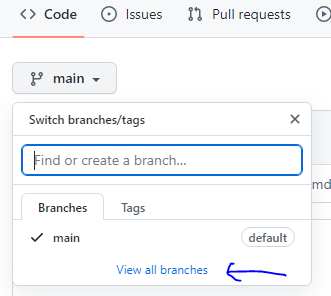 Code Issues Pull requests
main
Switch branches/tags
Find or create a branch...
md
Branches Tags
main default
View all branches